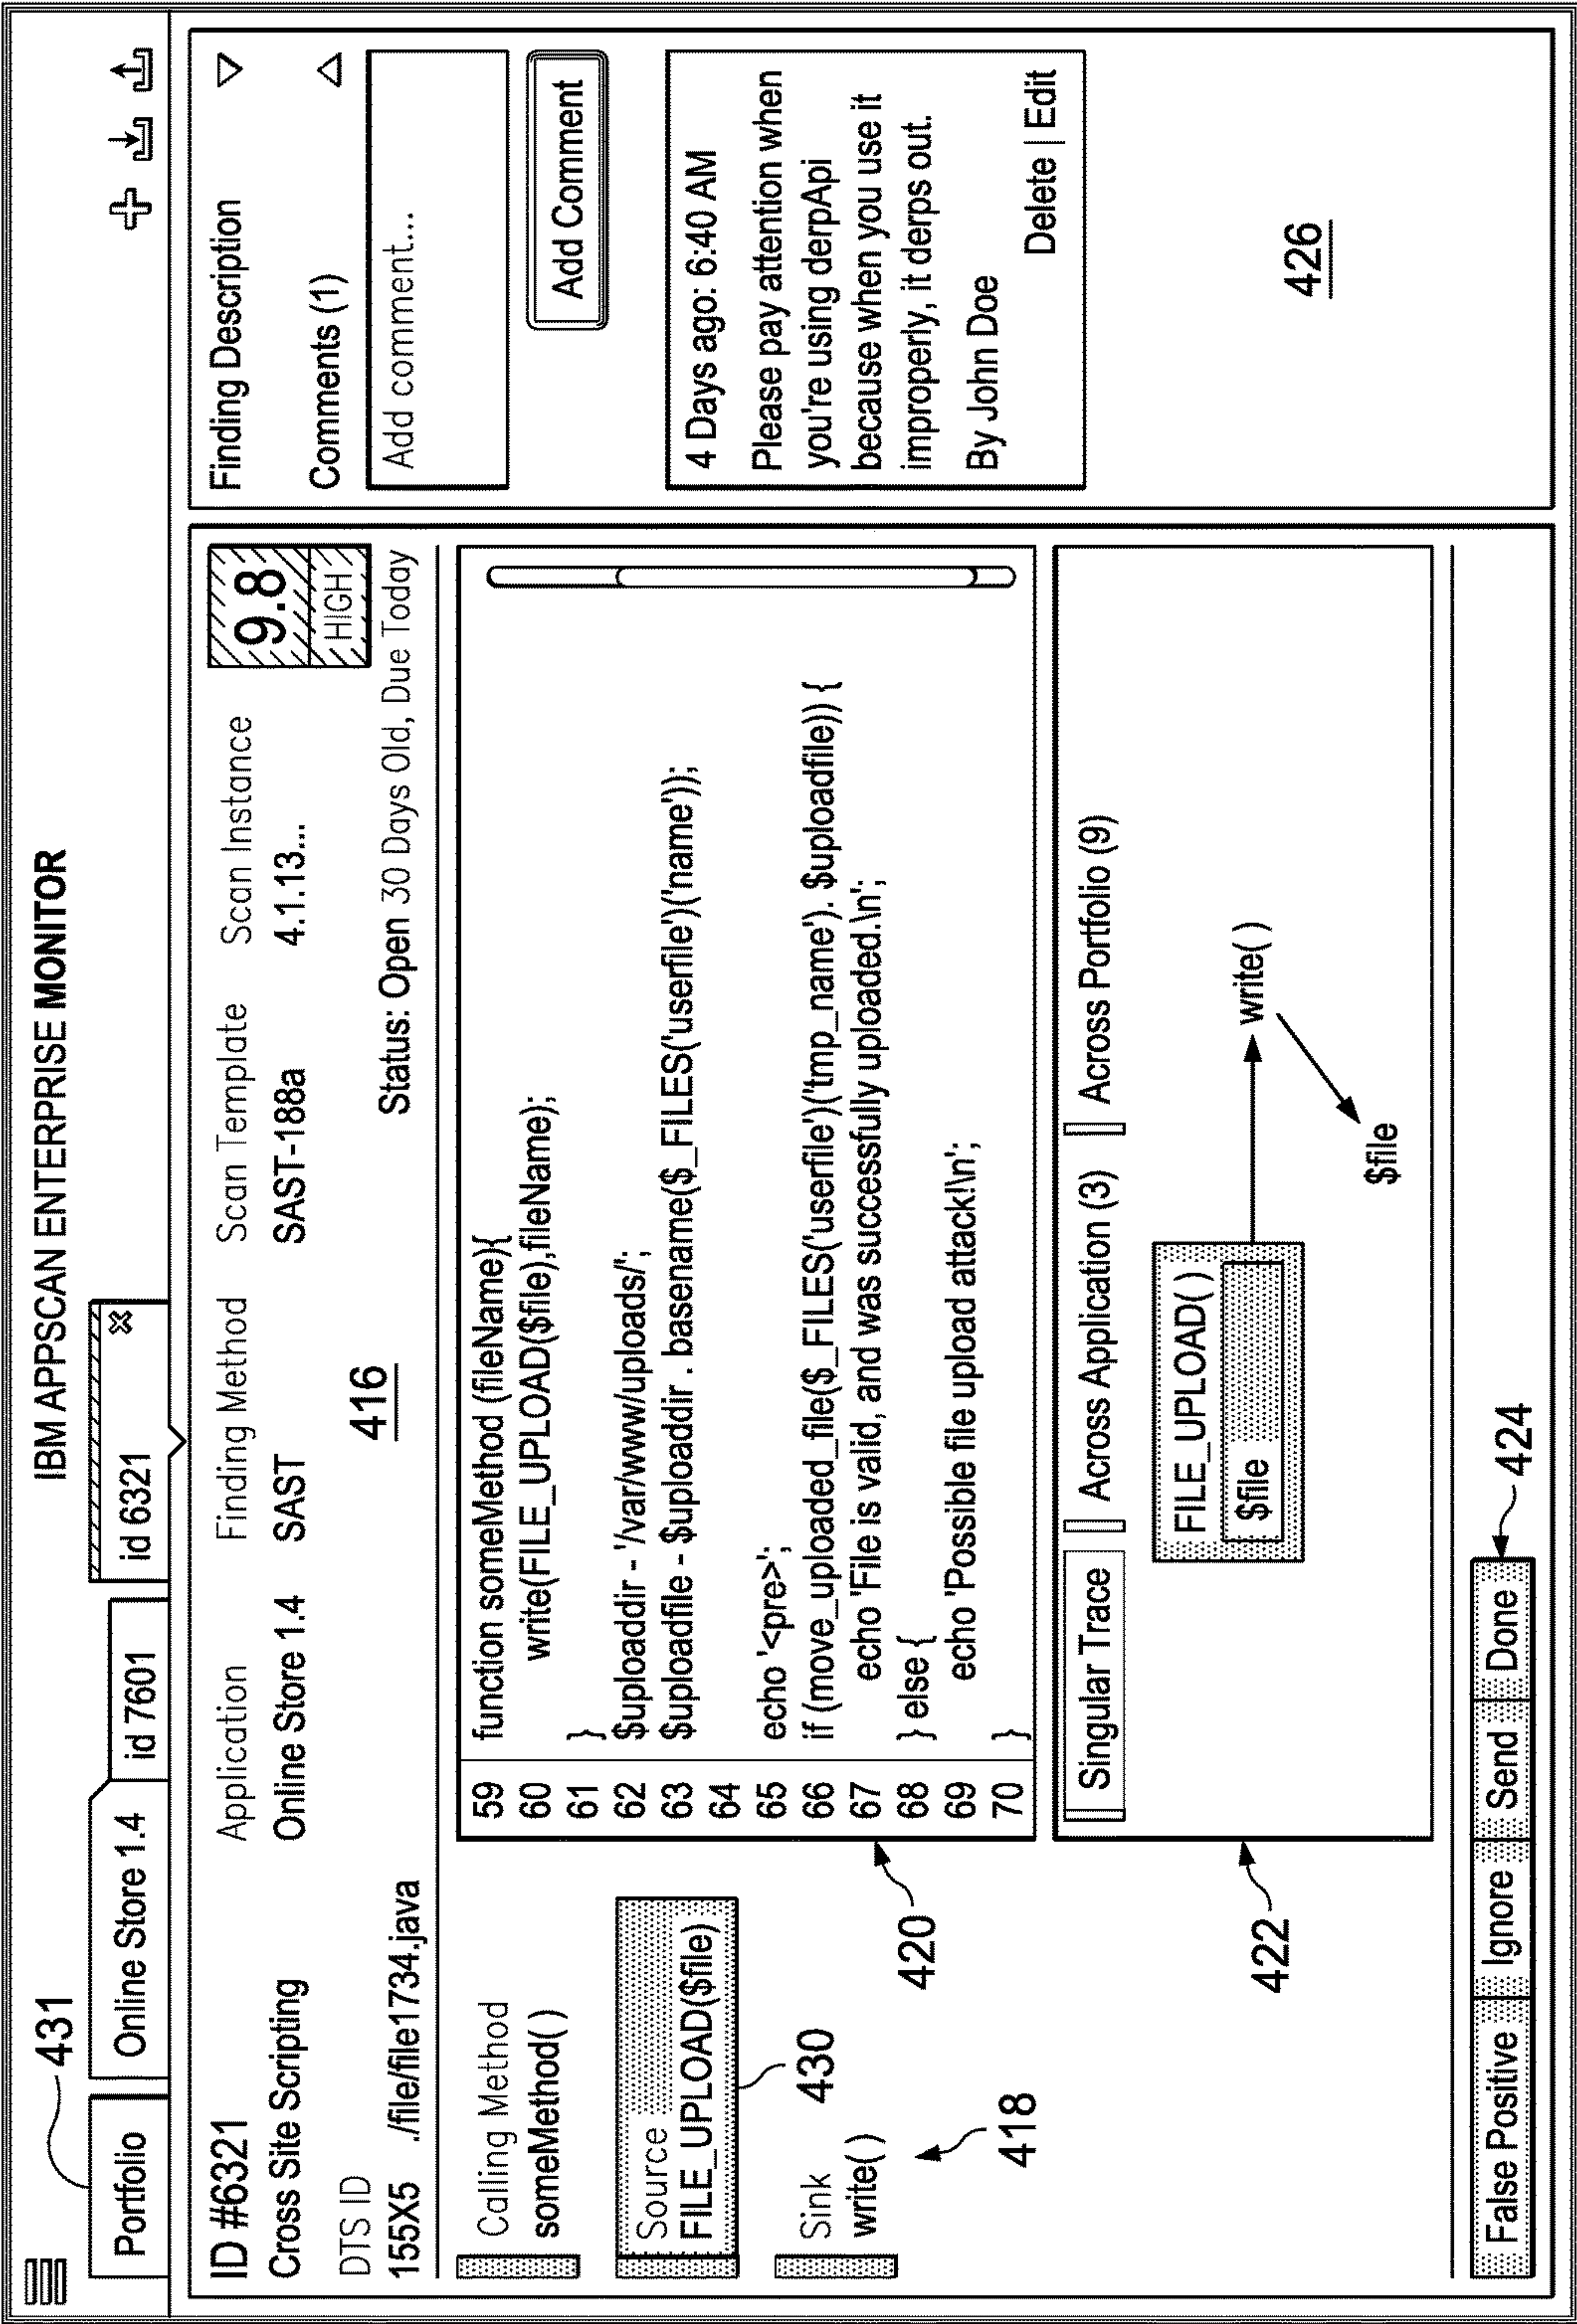 IBM APPSCAN ENTERPRISE MONITOR
431
Portfolio
Online Store 1.4
id 7601
id 6321
ID #6321
Cross Site Scripting
DTS ID
155X5 ./file/file1734.java
Application
Online Store 1.4
Finding Method
SAST
Scan Template
SAST-188a
Scan Instance
4.1.13...
9.8
HIGH
416
Status: Open 30 Days Old, Due Today
Calling Method
someMethod( )
Source
FILE_UPLOAD($file)
430
Sink
write( )
418
59 function someMethod (fileName){
60 write(FILE_UPLOAD($file),fileName);
61 }
62 $uploaddir - '/var/www/uploads/';
63 $uploadfile - $uploaddir . basename($_FILES('userfile')('name'));
64
65 echo '<pre>';
66 if (move_uploaded_file($_FILES('userfile')('tmp_name'). $uploadfile)) {
67 echo 'File is valid, and was successfully uploaded.\n';
68 } else {
69 echo 'Possible file upload attack!\n';
70 }
420
Singular Trace
Across Application (3)
Across Portfolio (9)
FILE_UPLOAD( )
$file
write( )
$file
422
False Positive
Ignore
Send
Done
424
Finding Description
Comments (1)
Add comment...
Add Comment
4 Days ago: 6:40 AM
Please pay attention when
you're using derpApi
because when you use it
improperly, it derps out.
By John Doe
Delete | Edit
426